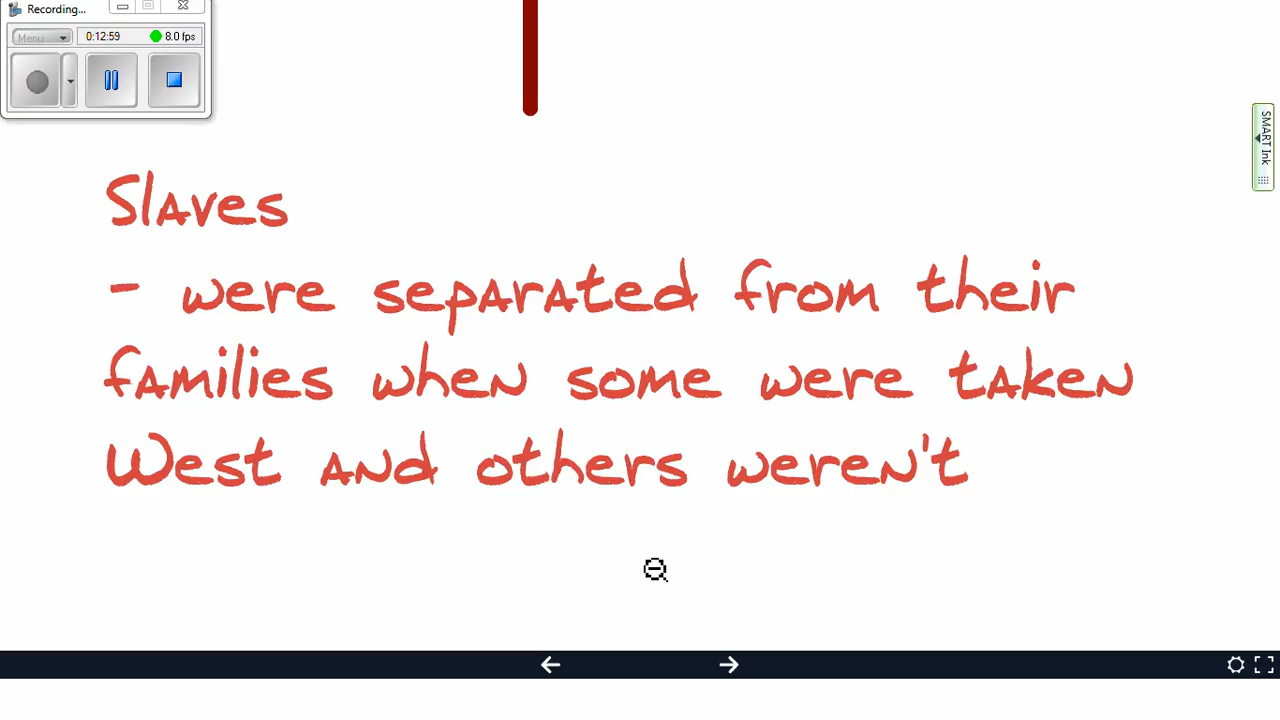 Recording...
Menu
0:12:59
8.0 fps
SMART Ink
Slaves
- were separated from their
families when some were taken
West and others weren't